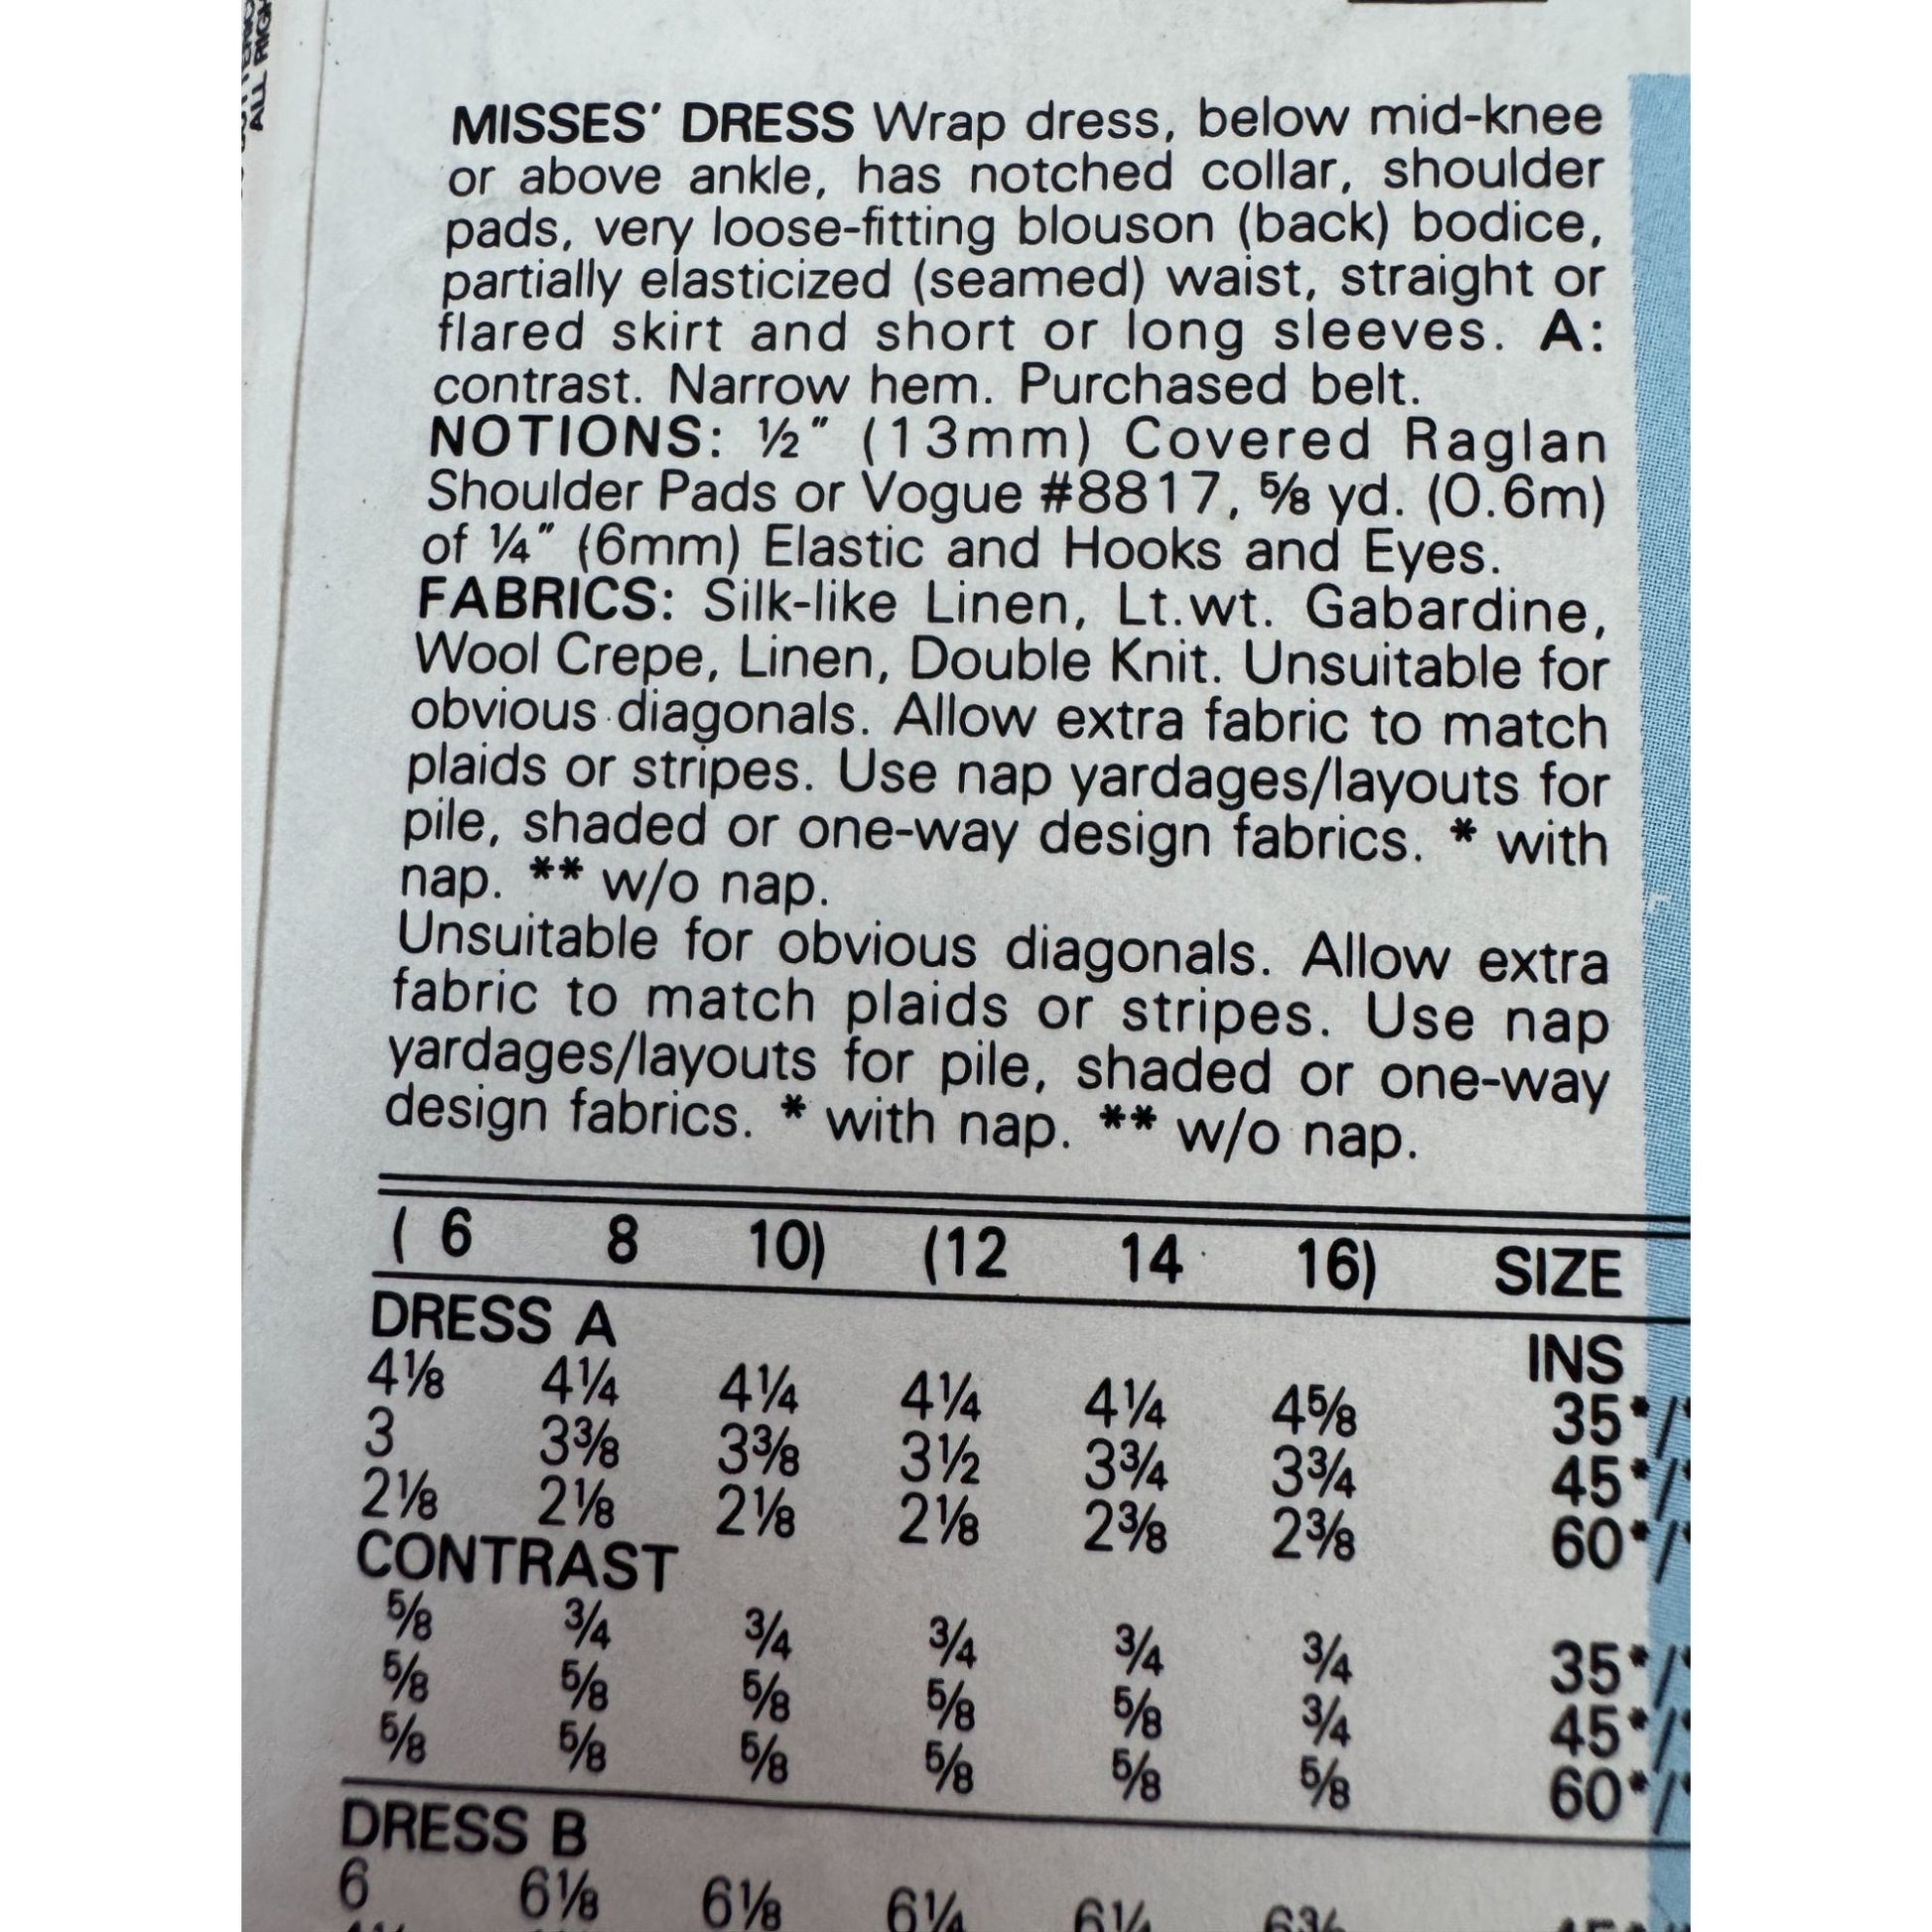 ALL RIGH
MISSES' DRESS Wrap dress, below mid-knee
or above ankle, has notched collar, shoulder
pads, very loose-fitting blouson (back) bodice,
partially elasticized (seamed) waist, straight or
flared skirt and short or long sleeves. A:
contrast. Narrow hem. Purchased belt.
NOTIONS: ½" (13mm) Covered Raglan
Shoulder Pads or Vogue #8817, ⅝ yd. (0.6m)
of ¼" (6mm) Elastic and Hooks and Eyes.
FABRICS: Silk-like Linen, Lt.wt. Gabardine,
Wool Crepe, Linen, Double Knit. Unsuitable for
obvious diagonals. Allow extra fabric to match
plaids or stripes. Use nap yardages/layouts for
pile, shaded or one-way design fabrics. * with
nap. ** w/o nap.
Unsuitable for obvious diagonals. Allow extra
fabric to match plaids or stripes. Use nap
yardages/layouts for pile, shaded or one-way
design fabrics. * with nap. ** w/o nap.
( 6 8 10) (12 14 16) SIZE
DRESS A INS
4⅛ 4¼ 4¼ 4¼ 4¼ 4⅝ 35*/*
3 3⅜ 3⅜ 3½ 3¾ 3¾ 45*/*
2⅛ 2⅛ 2⅛ 2⅛ 2⅜ 2⅜ 60*/*
CONTRAST
⅝ ¾ ¾ ¾ ¾ ¾ 35*/*
⅝ ⅝ ⅝ ⅝ ⅝ ¾ 45*/*
⅝ ⅝ ⅝ ⅝ ⅝ ⅝ 60*/*
DRESS B
6 6⅛ 6⅛ 6¼ 6¼